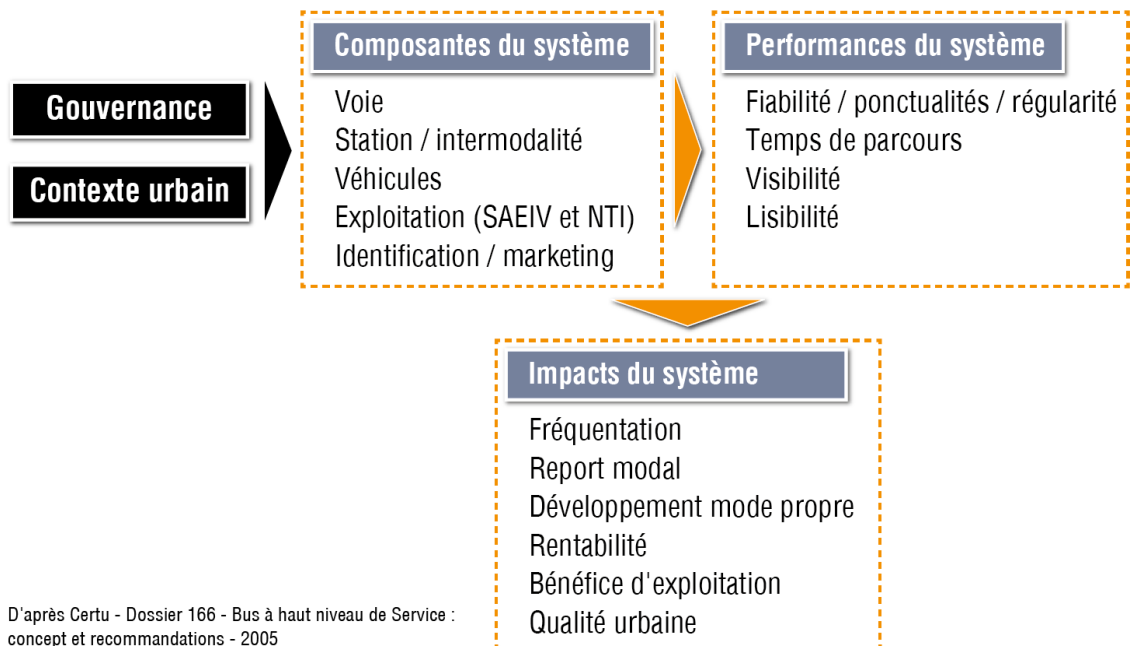 Gouvernance
Contexte urbain
Composantes du système
Voie
Station / intermodalité
Véhicules
Exploitation (SAEIV et NTI)
Identification / marketing
Performances du système
Fiabilité / ponctualités / régularité
Temps de parcours
Visibilité
Lisibilité
Impacts du système
Fréquentation
Report modal
Développement mode propre
Rentabilité
Bénéfice d'exploitation
Qualité urbaine
D'après Certu - Dossier 166 - Bus à haut niveau de Service :
concept et recommandations - 2005